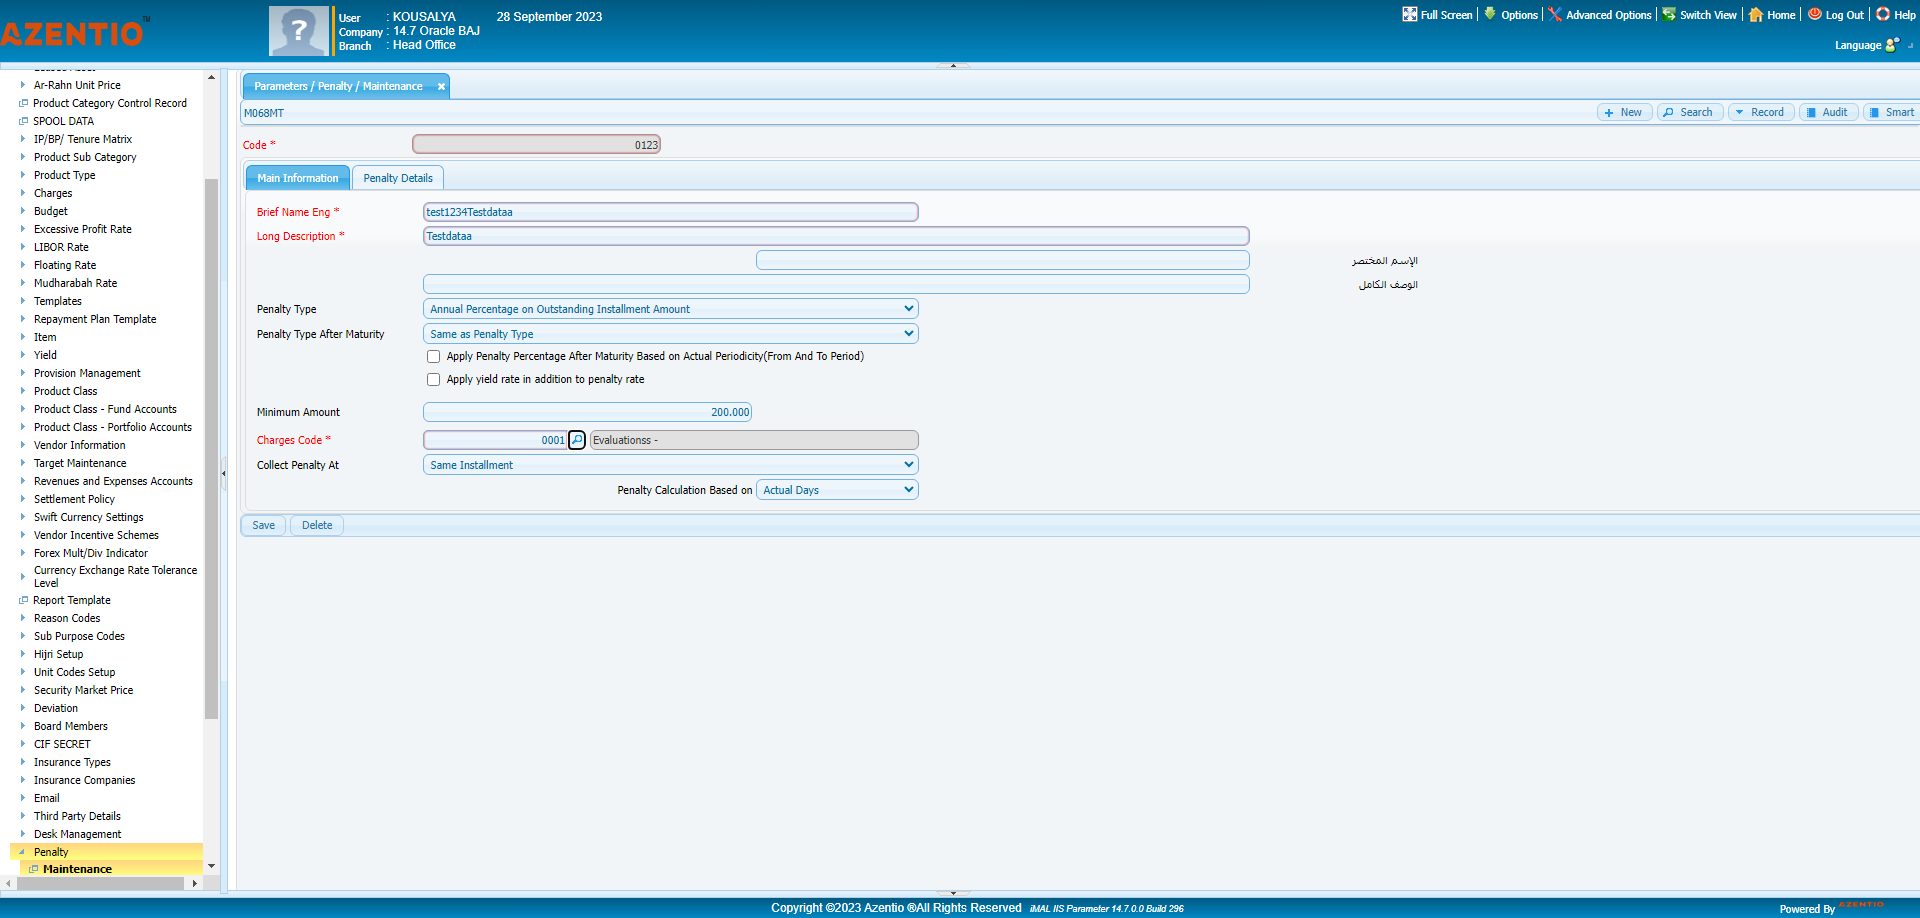 AZENTIO TM
User : KOUSALYA 28 September 2023
Company : 14.7 Oracle BAJ
Branch : Head Office
Full Screen Options Advanced Options Switch View Home Log Out Help
Language
Ar-Rahn Unit Price
Product Category Control Record
SPOOL DATA
IP/BP/ Tenure Matrix
Product Sub Category
Product Type
Charges
Budget
Excessive Profit Rate
LIBOR Rate
Floating Rate
Mudharabah Rate
Templates
Repayment Plan Template
Item
Yield
Provision Management
Product Class
Product Class - Fund Accounts
Product Class - Portfolio Accounts
Vendor Information
Target Maintenance
Revenues and Expenses Accounts
Settlement Policy
Swift Currency Settings
Vendor Incentive Schemes
Forex Mult/Div Indicator
Currency Exchange Rate Tolerance
Level
Report Template
Reason Codes
Sub Purpose Codes
Hijri Setup
Unit Codes Setup
Security Market Price
Deviation
Board Members
CIF SECRET
Insurance Types
Insurance Companies
Email
Third Party Details
Desk Management
Penalty
Maintenance
Parameters / Penalty / Maintenance
M068MT
New Search Record Audit Smart
Code * 0123
Main Information Penalty Details
Brief Name Eng * test1234Testdataa
Long Description * Testdataa
الإسم المختصر
الوصف الكامل
Penalty Type Annual Percentage on Outstanding Installment Amount
Penalty Type After Maturity Same as Penalty Type
Apply Penalty Percentage After Maturity Based on Actual Periodicity(From And To Period)
Apply yield rate in addition to penalty rate
Minimum Amount 200.000
Charges Code * 0001 Evaluationss -
Collect Penalty At Same Installment
Penalty Calculation Based on Actual Days
Save Delete
Copyright ©2023 Azentio ®All Rights Reserved iMAL IIS Parameter 14.7.0.0 Build 296
Powered By AZENTIO